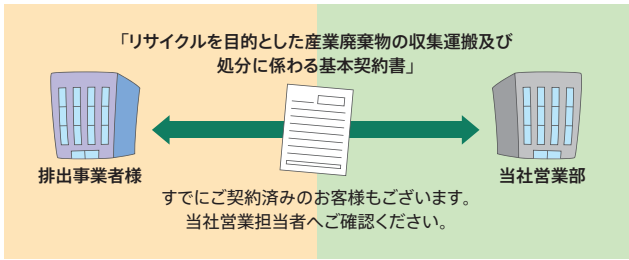 「リサイクルを目的とした産業廃棄物の収集運搬及び
処分に係わる基本契約書」
排出事業者様
当社営業部
すでにご契約済みのお客様もございます。
当社営業担当者へご確認ください。